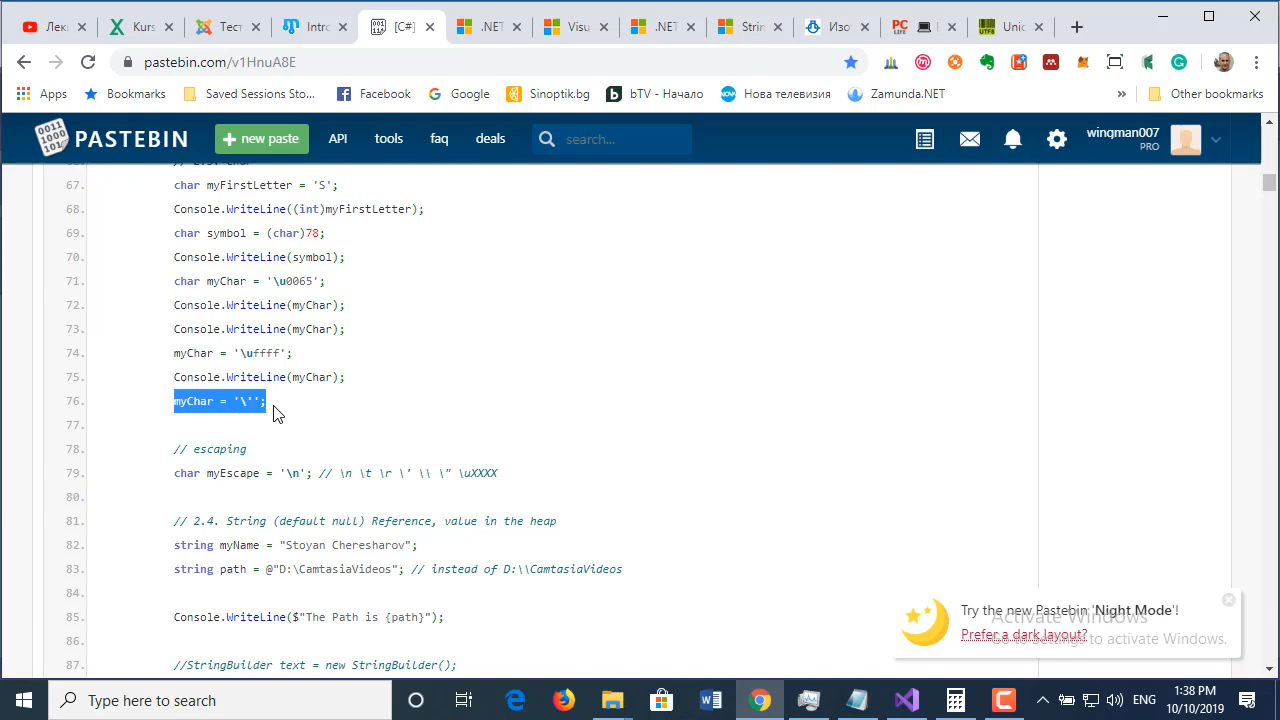 Лека
Kurs
Тест
Intro
[C#]
.NET
Visu
.NET
Strin
Изо
PC LIFE
UTF8
Unic
pastebin.com/v1HnuA8E
Apps
Bookmarks
Saved Sessions Sto...
Facebook
Google
Sinoptik.bg
bTV - Начало
Нова телевизия
Zamunda.NET
»
Other bookmarks
PASTEBIN
+ new paste
API
tools
faq
deals
search...
winqman007
PRO
67. char myFirstLetter = 'S';
68. Console.WriteLine((int)myFirstLetter);
69. char symbol = (char)78;
70. Console.WriteLine(symbol);
71. char myChar = '\u0065';
72. Console.WriteLine(myChar);
73. Console.WriteLine(myChar);
74. myChar = '\uffff';
75. Console.WriteLine(myChar);
76. myChar = '\'';
77.
78. // escaping
79. char myEscape = '\n'; // \n \t \r \' \\ \" \uXXXX
80.
81. // 2.4. String (default null) Reference, value in the heap
82. string myName = "Stoyan Cheresharov";
83. string path = @"D:\CamtasiaVideos"; // instead of D:\\CamtasiaVideos
84.
85. Console.WriteLine($"The Path is {path}");
86.
87. //StringBuilder text = new StringBuilder();
Try the new Pastebin 'Night Mode'!
Prefer a dark layout?
Activate Windows
Go to Settings to activate Windows.
Type here to search
ENG
1:38 PM
10/10/2019